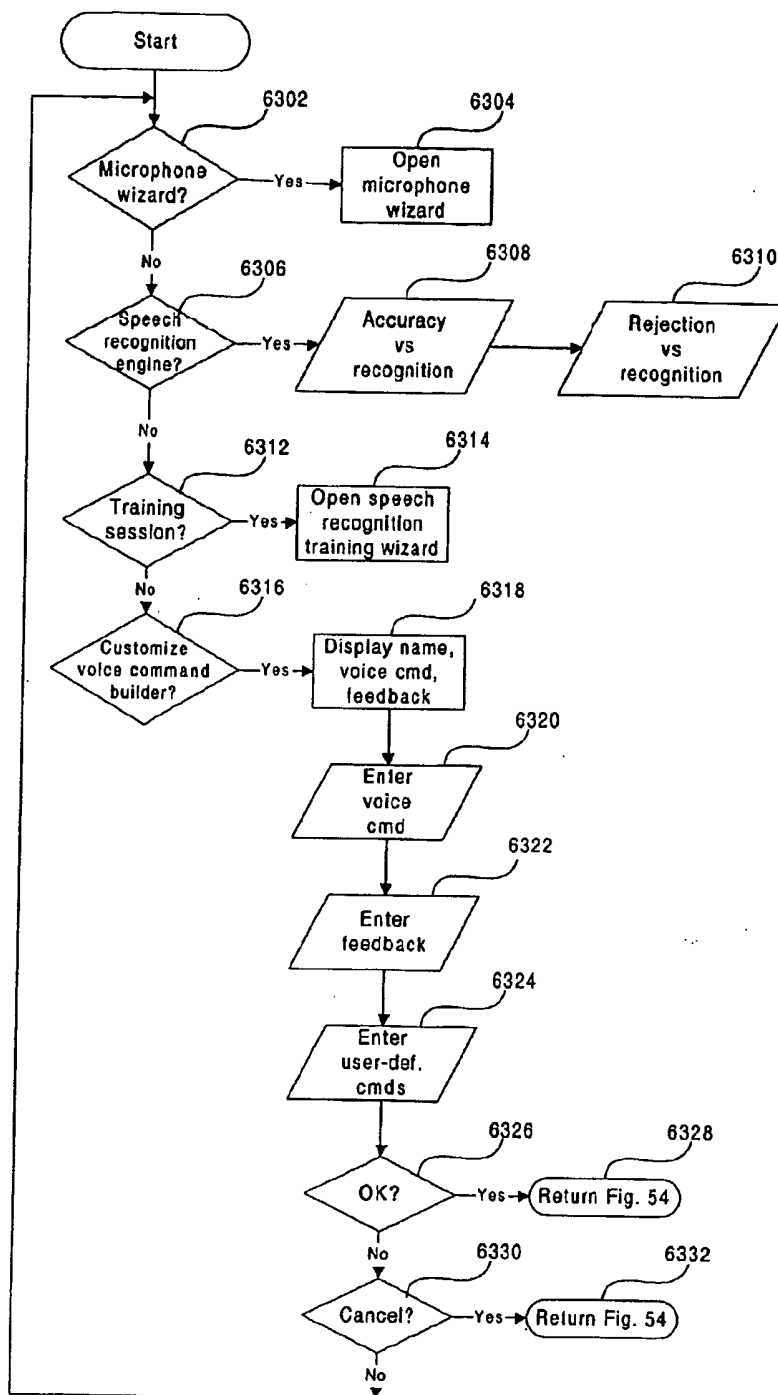 Start
6302
6304
Microphone
wizard?
Yes
Open
microphone
wizard
No
6306
6308
6310
Speech
recognition
engine?
Yes
Accuracy
vs
recognition
Rejection
vs
recognition
No
6312
6314
Training
session?
Yes
Open speech
recognition
training wizard
No
6316
6318
Customize
voice command
builder?
Yes
Display name,
voice cmd,
feedback
6320
Enter
voice
cmd
6322
Enter
feedback
6324
Enter
user-def.
cmds
6326
6328
OK?
Yes
Return Fig. 54
No
6330
6332
Cancel?
Yes
Return Fig. 54
No